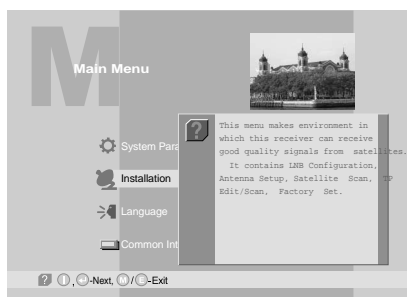 M
Main Menu
System Para
Installation
Language
Common Int
?
This menu makes environment in
which this receiver can receive
good quality signals from satellites.
It contains LNB Configuration,
Antenna Setup, Satellite Scan, TP
Edit/Scan, Factory Set.
? , -Next, M / E -Exit